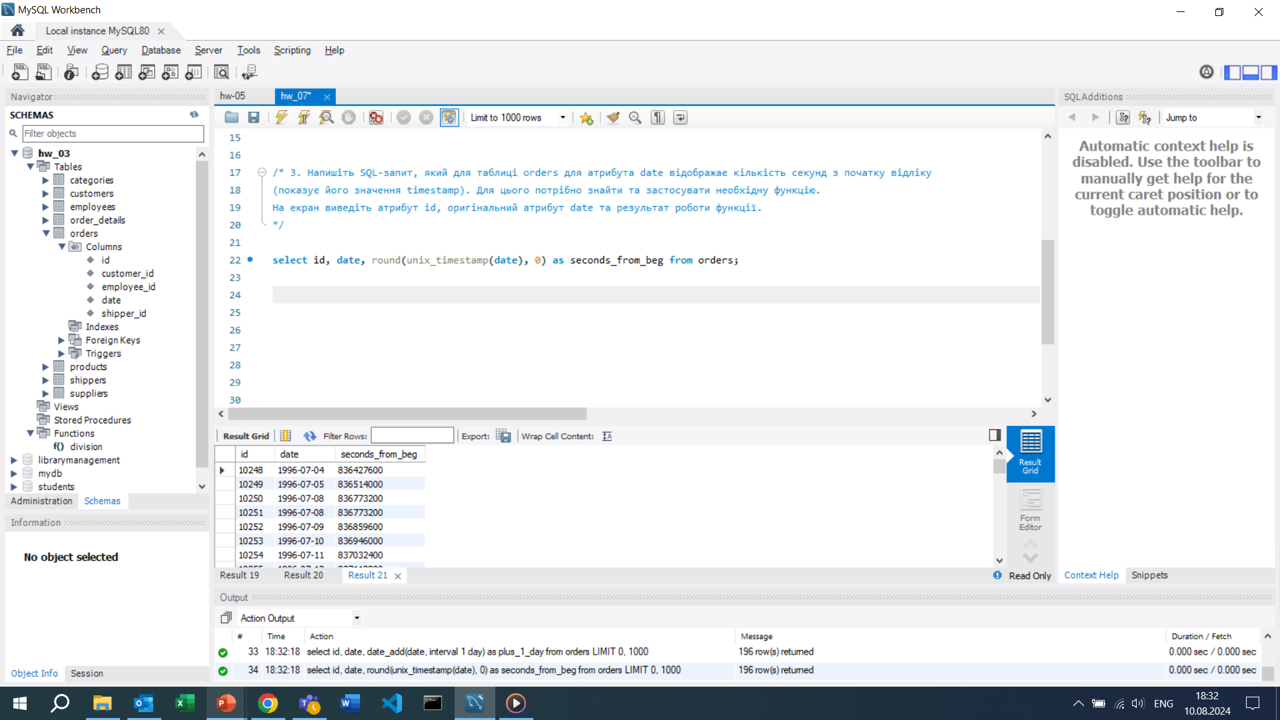 MySQL Workbench
Local instance MySQL80
File Edit View Query Database Server Tools Scripting Help
Navigator
SCHEMAS
Filter objects
hw_03
Tables
categories
customers
employees
order_details
orders
Columns
id
customer_id
employee_id
date
shipper_id
Indexes
Foreign Keys
Triggers
products
shippers
suppliers
Views
Stored Procedures
Functions
f() division
librarymanagement
mydb
students
Administration Schemas
Information
No object selected
Object Info Session
hw-05 hw_07*
Limit to 1000 rows
15
16
17 /* 3. Напишіть SQL-запит, який для таблиці orders для атрибута date відображає кількість секунд з початку відліку
18 (показує його значення timestamp). Для цього потрібно знайти та застосувати необхідну функцію.
19 На екран виведіть атрибут id, оригінальний атрибут date та результат роботи функції.
20 */
21
22 select id, date, round(unix_timestamp(date), 0) as seconds_from_beg from orders;
23
24
25
26
27
28
29
30
Result Grid Filter Rows: Export: Wrap Cell Content:
id date seconds_from_beg
10248 1996-07-04 836427600
10249 1996-07-05 836514000
10250 1996-07-08 836773200
10251 1996-07-08 836773200
10252 1996-07-09 836859600
10253 1996-07-10 836946000
10254 1996-07-11 837032400
Result Grid
Form Editor
Result 19 Result 20 Result 21
Read Only
Output
Action Output
# Time Action Message Duration / Fetch
33 18:32:18 select id, date, date_add(date, interval 1 day) as plus_1_day from orders LIMIT 0, 1000 196 row(s) returned 0.000 sec / 0.000 sec
34 18:32:18 select id, date, round(unix_timestamp(date), 0) as seconds_from_beg from orders LIMIT 0, 1000 196 row(s) returned 0.000 sec / 0.000 sec
SQLAdditions
Jump to
Automatic context help is
disabled. Use the toolbar to
manually get help for the
current caret position or to
toggle automatic help.
Context Help Snippets
ENG
18:32
10.08.2024